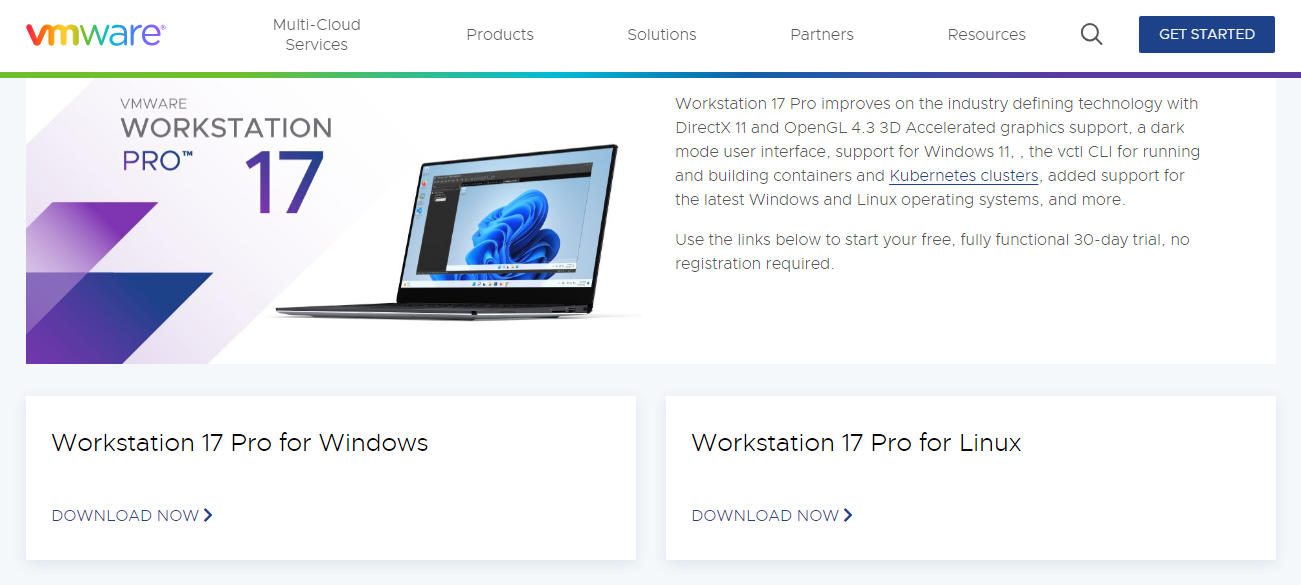 vmware®
Multi-Cloud
Services
Products
Solutions
Partners
Resources
GET STARTED
VMWARE
WORKSTATION
PRO™ 17
Workstation 17 Pro improves on the industry defining technology with
DirectX 11 and OpenGL 4.3 3D Accelerated graphics support, a dark
mode user interface, support for Windows 11, , the vctl CLI for running
and building containers and Kubernetes clusters, added support for
the latest Windows and Linux operating systems, and more.
Use the links below to start your free, fully functional 30-day trial, no
registration required.
Workstation 17 Pro for Windows
DOWNLOAD NOW
Workstation 17 Pro for Linux
DOWNLOAD NOW